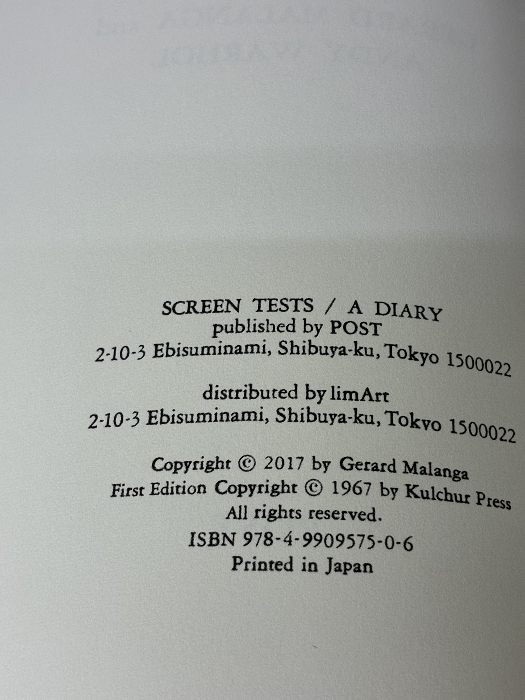 SCREEN TESTS / A DIARY
published by POST
2-10-3 Ebisuminami, Shibuya-ku, Tokyo 1500022
distributed by limArt
2-10-3 Ebisuminami, Shibuya-ku, Tokyo 1500022
Copyright © 2017 by Gerard Malanga
First Edition Copyright © 1967 by Kulchur Press
All rights reserved.
ISBN 978-4-9909575-0-6
Printed in Japan